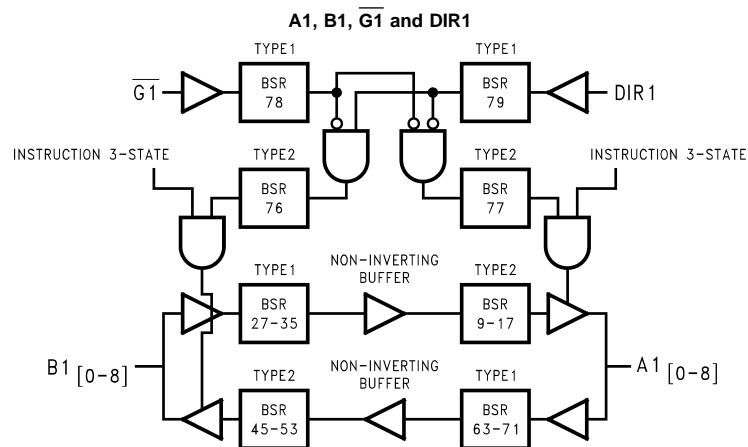 A1, B1, G1̅ and DIR1
TYPE1
TYPE1
G1̅
BSR
78
BSR
79
DIR1
INSTRUCTION 3-STATE
TYPE2
BSR
76
TYPE2
BSR
77
INSTRUCTION 3-STATE
TYPE1
BSR
27-35
NON-INVERTING
BUFFER
TYPE2
BSR
9-17
B1 [0-8]
A1 [0-8]
TYPE2
BSR
45-53
NON-INVERTING
BUFFER
TYPE1
BSR
63-71